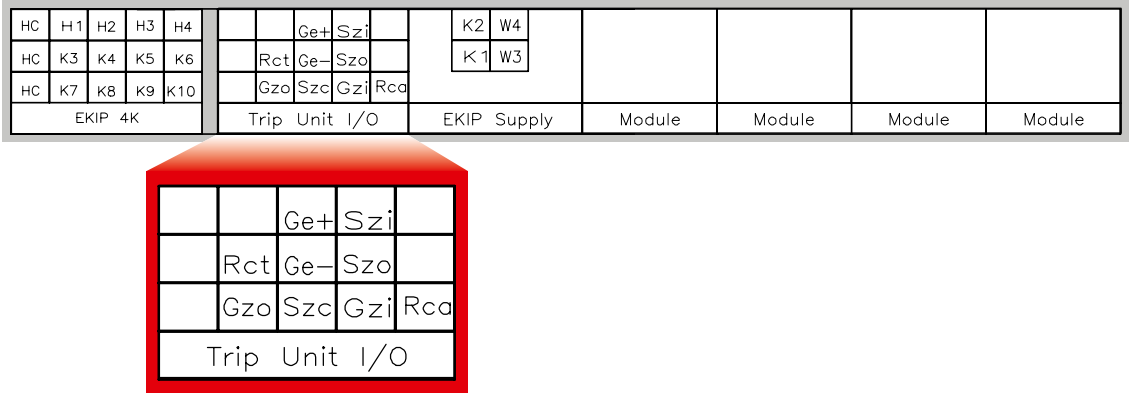 HC H1 H2 H3 H4 Ge+ Szi K2 W4
HC K3 K4 K5 K6 Rct Ge– Szo K1 W3
HC K7 K8 K9 K10 Gzo Szc Gzi Rca
EKIP 4K Trip Unit I/O EKIP Supply Module Module Module Module
Ge+ Szi
Rct Ge– Szo
Gzo Szc Gzi Rca
Trip Unit I/O